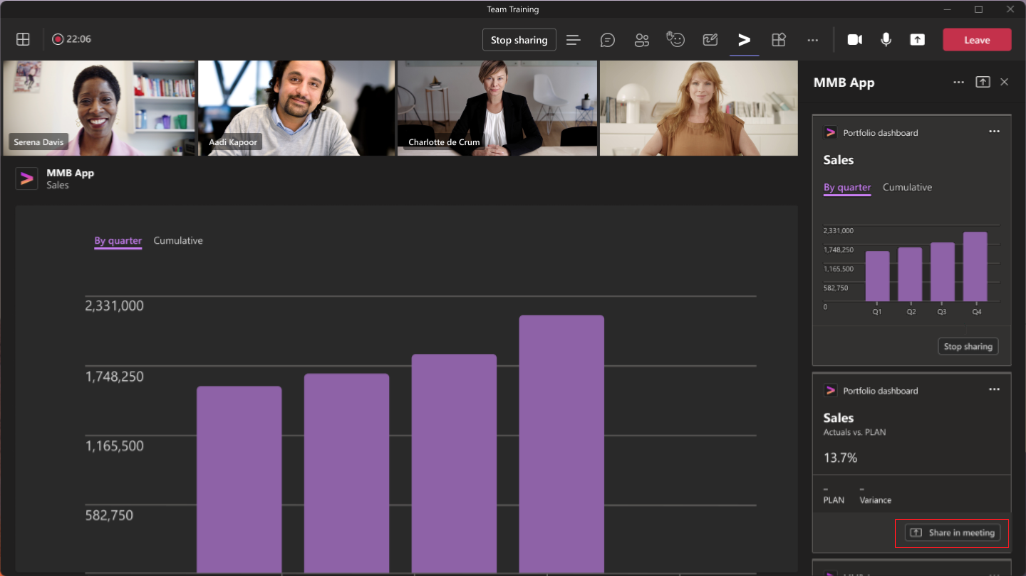 Team Training
22:06
Stop sharing
Leave
Serena Davis
Aadi Kapoor
Charlotte de Crum
MMB App
Sales
By quarter Cumulative
2,331,000
1,748,250
1,165,500
582,750
MMB App
Portfolio dashboard
Sales
By quarter Cumulative
2,331,000
1,748,250
1,165,500
582,750
0
Q1 Q2 Q3 Q4
Stop sharing
Portfolio dashboard
Sales
Actuals vs. PLAN
13.7%
– –
PLAN Variance
Share in meeting